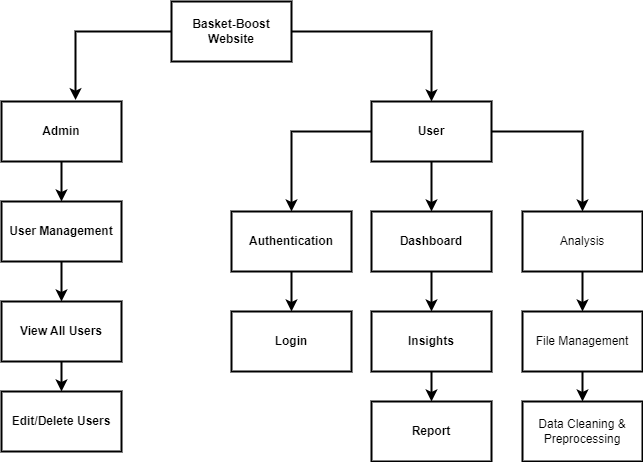 Basket-Boost
Website
Admin
User
User Management
Authentication
Dashboard
Analysis
View All Users
Login
Insights
File Management
Edit/Delete Users
Report
Data Cleaning &
Preprocessing